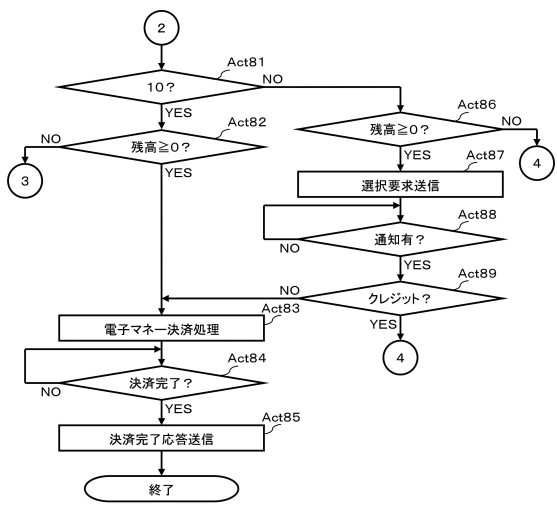 2
Act81
10?
NO
YES
Act82
残高≧0?
NO
YES
3
Act86
残高≧0?
NO
YES
4
Act87
選択要求送信
Act88
通知有?
NO
YES
Act89
クレジット?
NO
YES
4
Act83
電子マネー決済処理
Act84
決済完了?
NO
YES
Act85
決済完了応答送信
終了